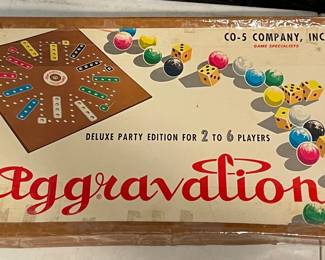 CO-5 COMPANY, INC
GAME SPECIALISTS
DELUXE PARTY EDITION FOR 2 TO 6 PLAYERS
Aggravation